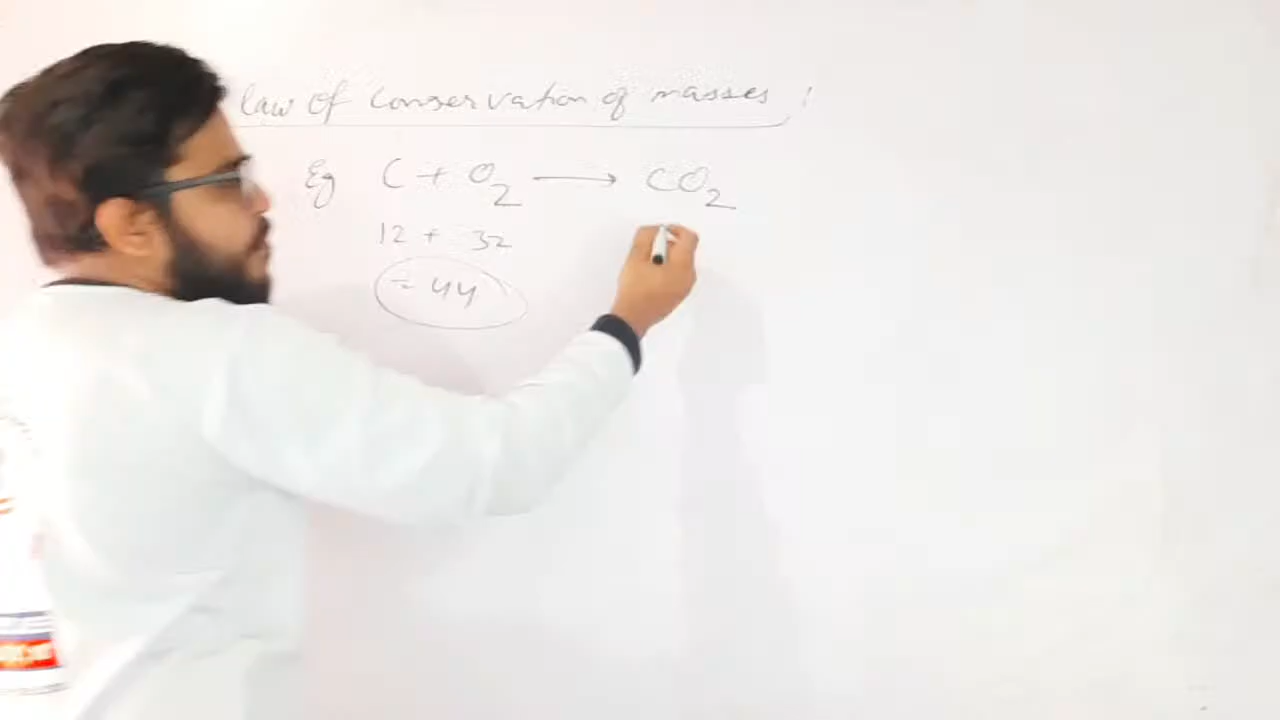 law of conservation of masses :
Eg C + O₂ ⟶ CO₂
12 + 32
= 44